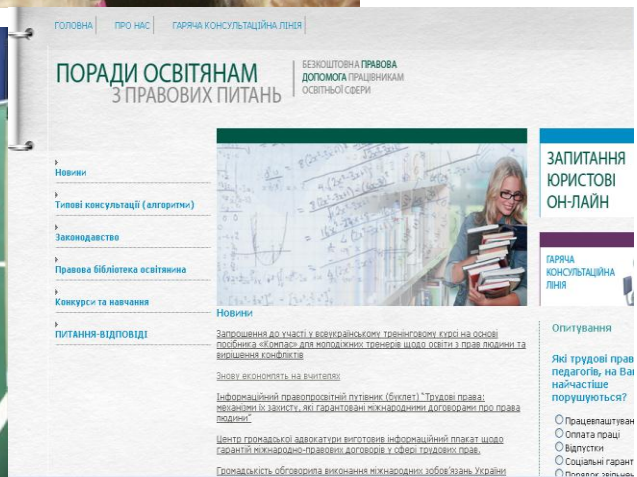 ГОЛОВНА
ПРО НАС
ГАРЯЧА КОНСУЛЬТАЦІЙНА ЛІНІЯ
ПОРАДИ ОСВІТЯНАМ
З ПРАВОВИХ ПИТАНЬ
БЕЗКОШТОВНА ПРАВОВА
ДОПОМОГА ПРАЦІВНИКАМ
ОСВІТНЬОЇ СФЕРИ
Новини
Типові консультації (алгоритми)
Законодавство
Правова бібліотека освітянина
Конкурси та навчання
ПИТАННЯ-ВІДПОВІДІ
Новини
Запрошення до участі у всеукраїнському тренінговому курсі на основі
посібника «Компас» для молодіжних тренерів щодо освіти з прав людини та
вирішення конфліктів
Знову економлять на вчителях
Інформаційний правопросвітній путівник (буклет) "Трудові права:
механізми їх захисту, які гарантовані міжнародними договорами про права
людини"
Центр громадської адвокатури виготовив інформаційний плакат щодо
гарантій міжнародно-правових договорів у сфері трудових прав.
Громадськість обговорила виконання міжнародних зобов'язань України
ЗАПИТАННЯ
ЮРИСТОВІ
ОН-ЛАЙН
ГАРЯЧА
КОНСУЛЬТАЦІЙНА
ЛІНІЯ
Опитування
Які трудові прав
педагогів, на Ва
найчастіше
порушуються?
Працевлаштуван
Оплата праці
Відпустки
Соціальні гарант
Порядок звільнен